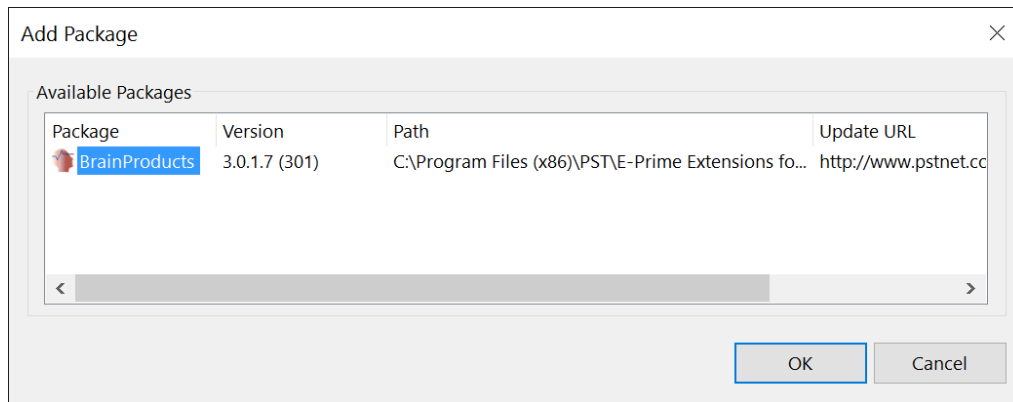 Add Package
Available Packages
Package Version Path Update URL
BrainProducts 3.0.1.7 (301) C:\Program Files (x86)\PST\E-Prime Extensions fo... http://www.pstnet.cc
OK Cancel